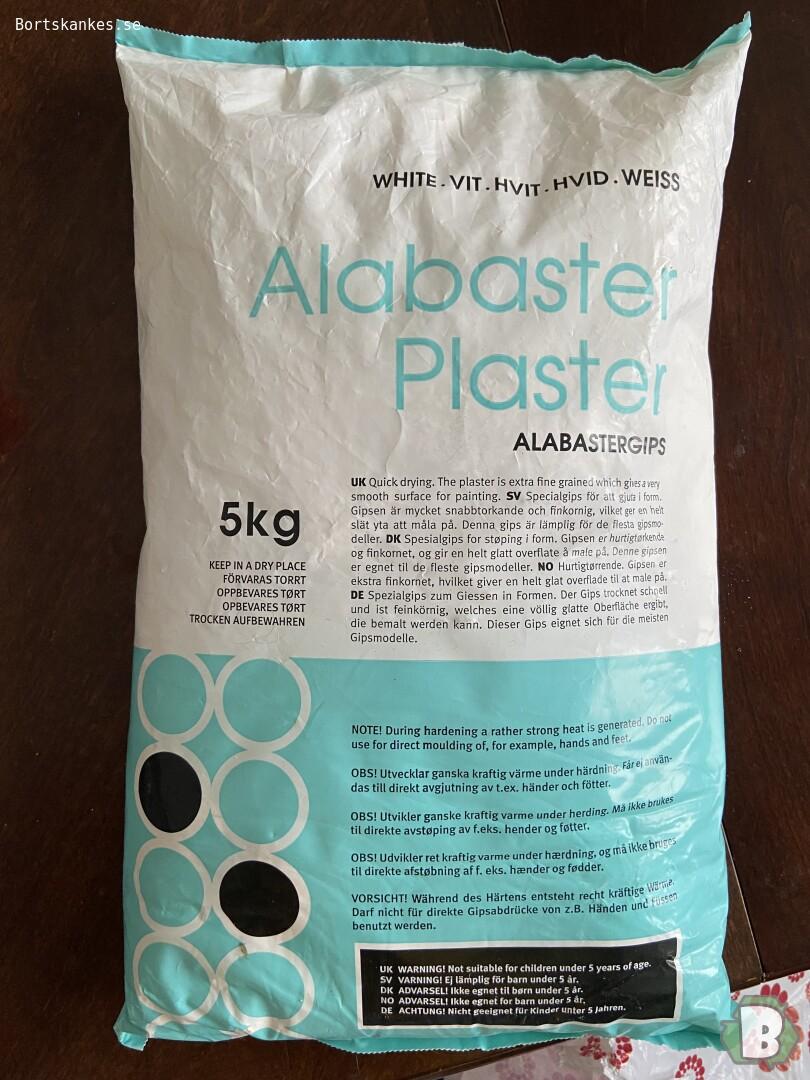 Bortskankes.se
WHITE . VIT . HVIT . HVID . WEISS
Alabaster
Plaster
ALABASTERGIPS
5kg
KEEP IN A DRY PLACE
FÖRVARAS TORRT
OPPBEVARES TØRT
OPBEVARES TØRT
TROCKEN AUFBEWAHREN
UK Quick drying. The plaster is extra fine grained which gives a very
smooth surface for painting. SV Specialgips för att gjuta i form.
Gipsen är mycket snabbtorkande och finkornig, vilket ger en helt
slät yta att måla på. Denna gips är lämplig för de flesta gipsmo-
deller. DK Spesialgips for støping i form. Gipsen er hurtigtørkende
og finkornet, og gir en helt glatt overflate å male på. Denne gipsen
er egnet til de fleste gipsmodeller. NO Hurtigtørrende. Gipsen er
ekstra finkornet, hvilket giver en helt glat overflade til at male på.
DE Spezialgips zum Giessen in Formen. Der Gips trocknet schnell
und ist feinkörnig, welches eine völlig glatte Oberfläche ergibt,
die bemalt werden kann. Dieser Gips eignet sich für die meisten
Gipsmodelle.
NOTE! During hardening a rather strong heat is generated. Do not
use for direct moulding of, for example, hands and feet.
OBS! Utvecklar ganska kraftig värme under härdning. Får ej använ-
das till direkt avgjutning av t.ex. händer och fötter.
OBS! Utvikler ganske kraftig varme under herding. Må ikke brukes
til direkte avstøping av f.eks. hender og føtter.
OBS! Udvikler ret kraftig varme under hærdning, og må ikke bruges
til direkte afstøbning af f. eks. hænder og fødder.
VORSICHT! Während des Härtens entsteht recht kräftige Wärme.
Darf nicht für direkte Gipsabdrücke von z.B. Händen und Füssen
benutzt werden.
UK WARNING! Not suitable for children under 5 years of age.
SV VARNING! Ej lämplig för barn under 5 år.
DK ADVARSEL! Ikke egnet til børn under 5 år.
NO ADVARSEL! Ikke egnet for barn under 5 år.
DE ACHTUNG! Nicht geeignet für Kinder unter 5 Jahren.
B